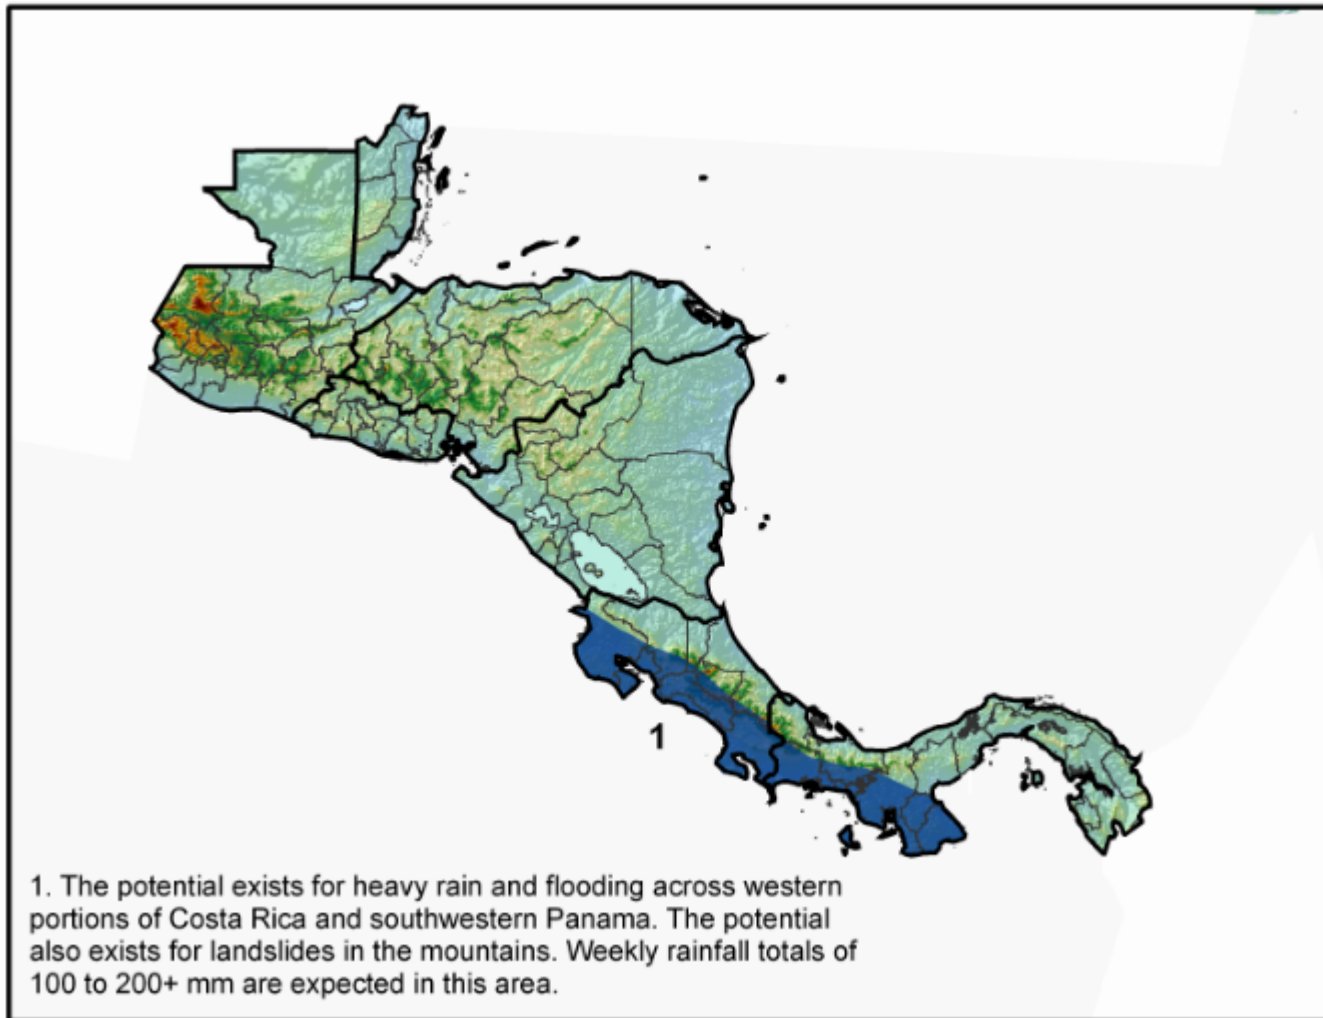 1
1. The potential exists for heavy rain and flooding across western
portions of Costa Rica and southwestern Panama. The potential
also exists for landslides in the mountains. Weekly rainfall totals of
100 to 200+ mm are expected in this area.